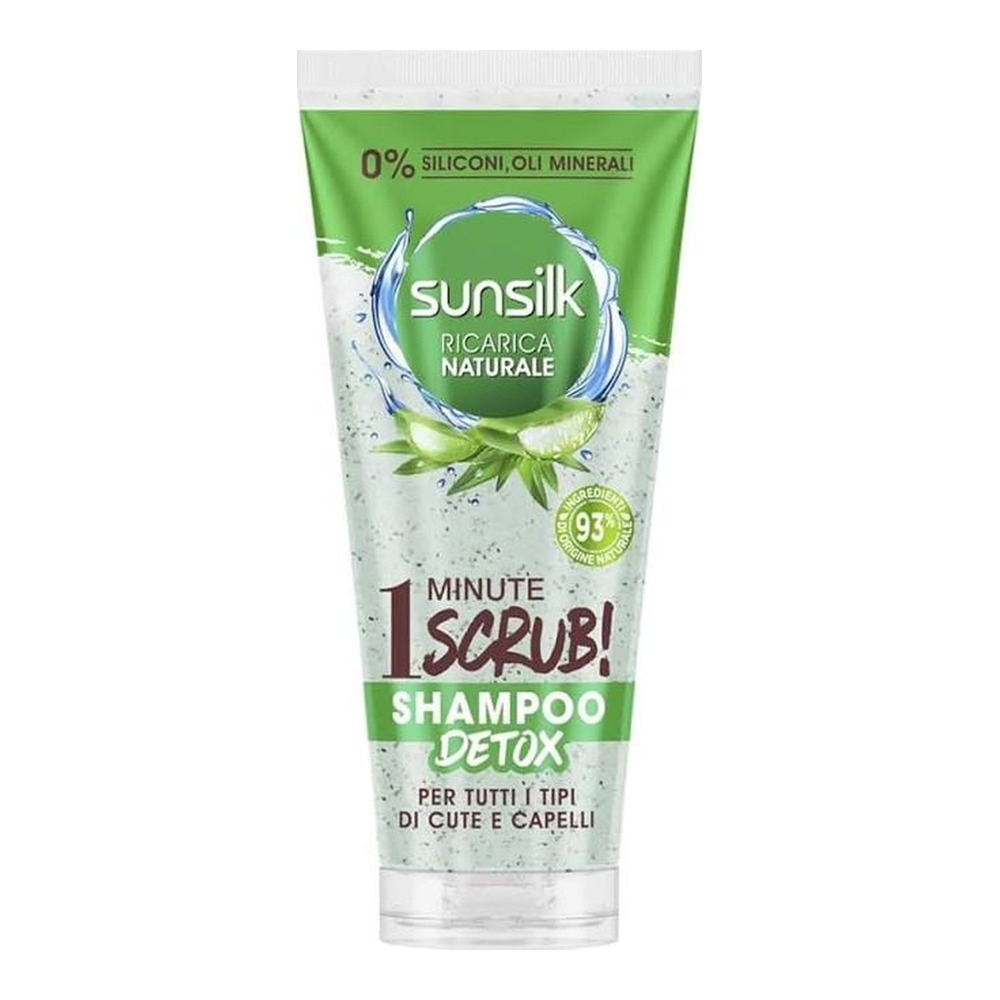 0% SILICONI, OLI MINERALI
sunsilk
RICARICA
NATURALE
INGREDIENTI
93%
DI ORIGINE NATURALE
1 MINUTE
SCRUB!
SHAMPOO
DETOX
PER TUTTI I TIPI
DI CUTE E CAPELLI